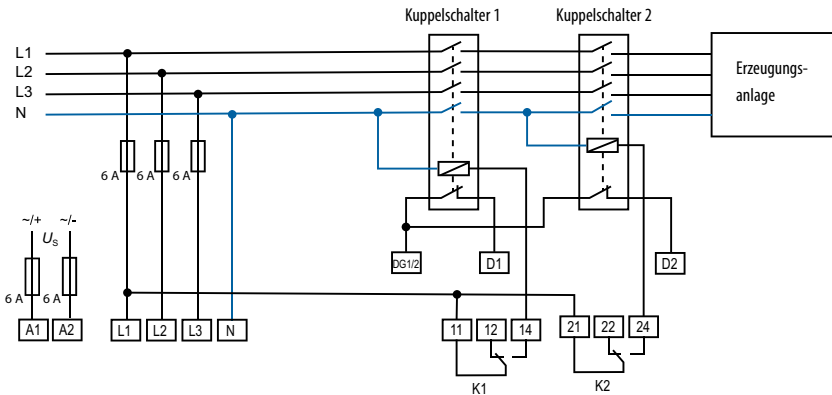 Kuppelschalter 1
Kuppelschalter 2
L1
L2
L3
N
Erzeugungs-
anlage
6 A
6 A
6 A
~/+
~/-
Us
6 A
6 A
DG1/2
D1
D2
A1
A2
L1
L2
L3
N
11
12
14
21
22
24
K1
K2